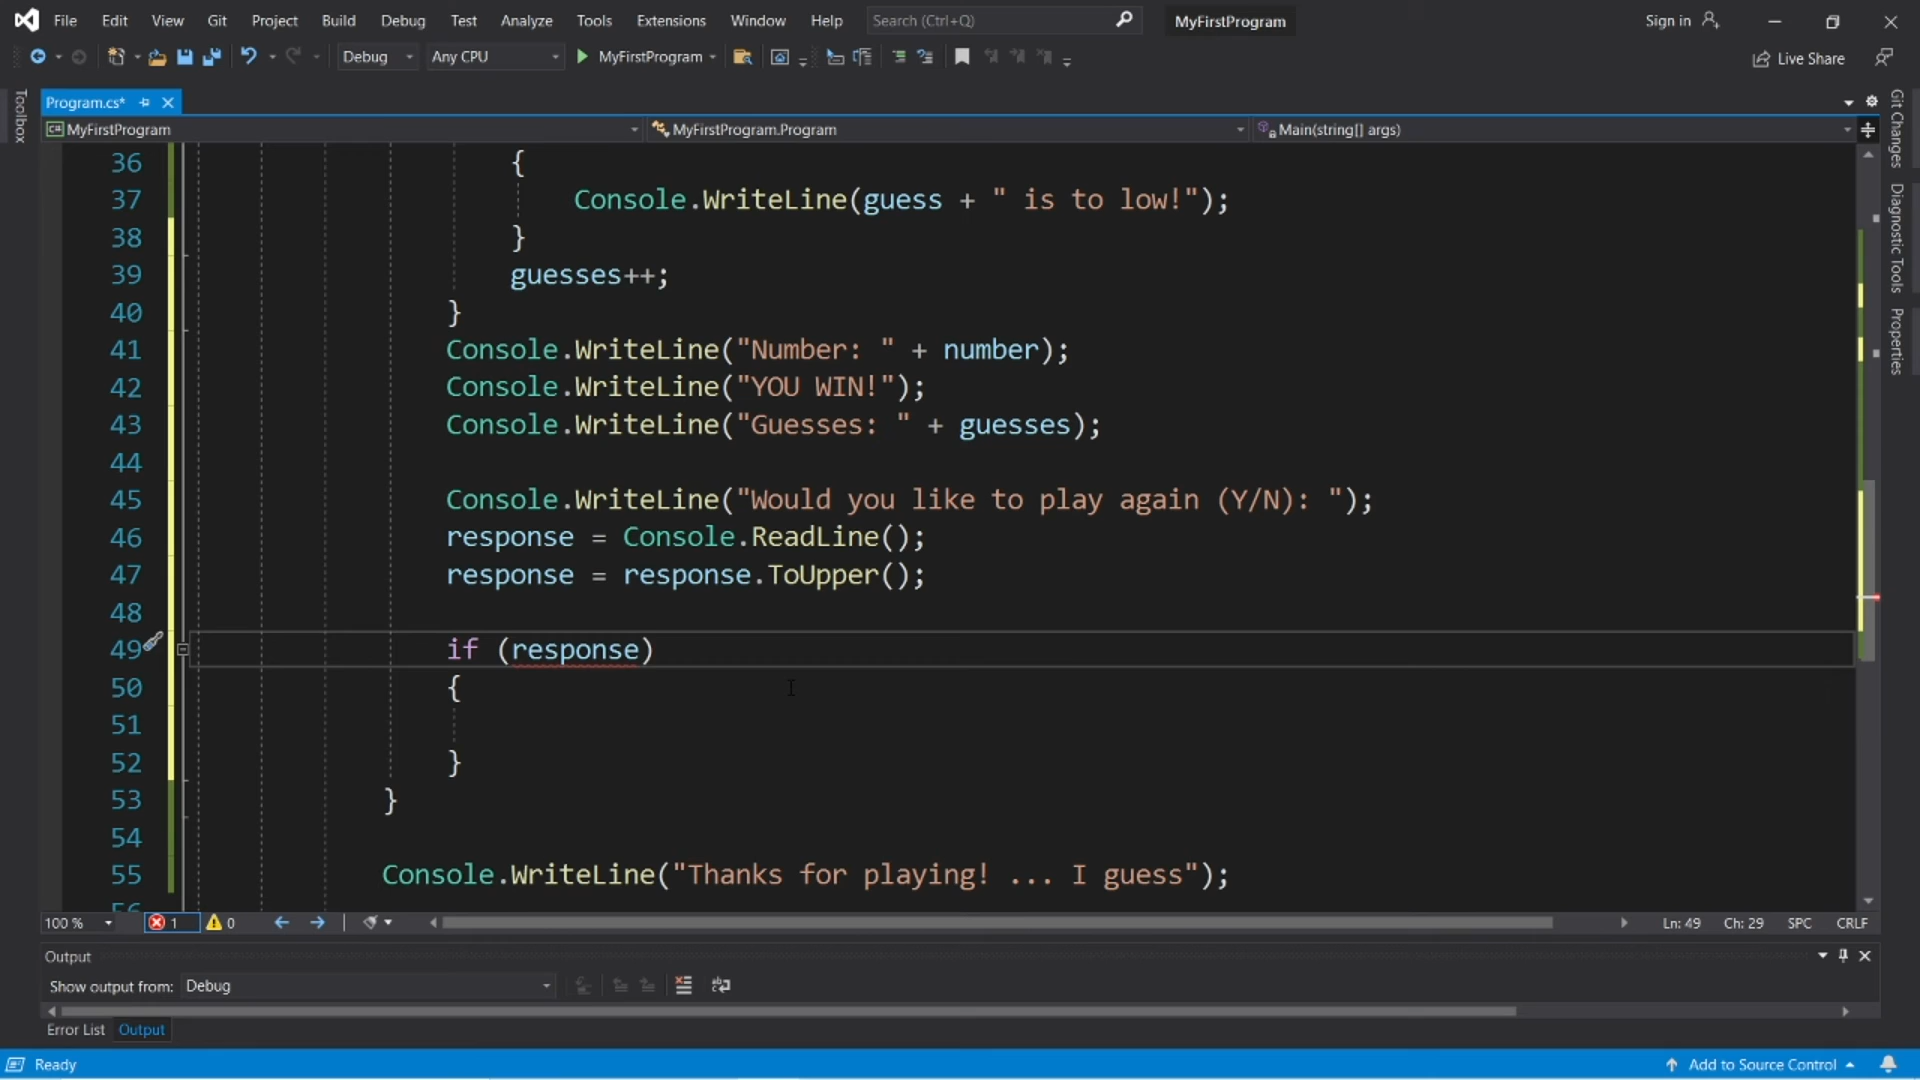 File Edit View Git Project Build Debug Test Analyze Tools Extensions Window Help Search (Ctrl+Q) MyFirstProgram Sign in
Debug Any CPU MyFirstProgram Live Share
Toolbox
Program.cs*
MyFirstProgram MyFirstProgram.Program Main(string[] args)
Git Changes
Diagnostic Tools
Properties
36 {
37 Console.WriteLine(guess + " is to low!");
38 }
39 guesses++;
40 }
41 Console.WriteLine("Number: " + number);
42 Console.WriteLine("YOU WIN!");
43 Console.WriteLine("Guesses: " + guesses);
44
45 Console.WriteLine("Would you like to play again (Y/N): ");
46 response = Console.ReadLine();
47 response = response.ToUpper();
48
49 if (response)
50 {
51
52 }
53 }
54
55 Console.WriteLine("Thanks for playing! ... I guess");
56
100 % 1 0 Ln: 49 Ch: 29 SPC CRLF
Output
Show output from: Debug
Error List Output
Ready Add to Source Control